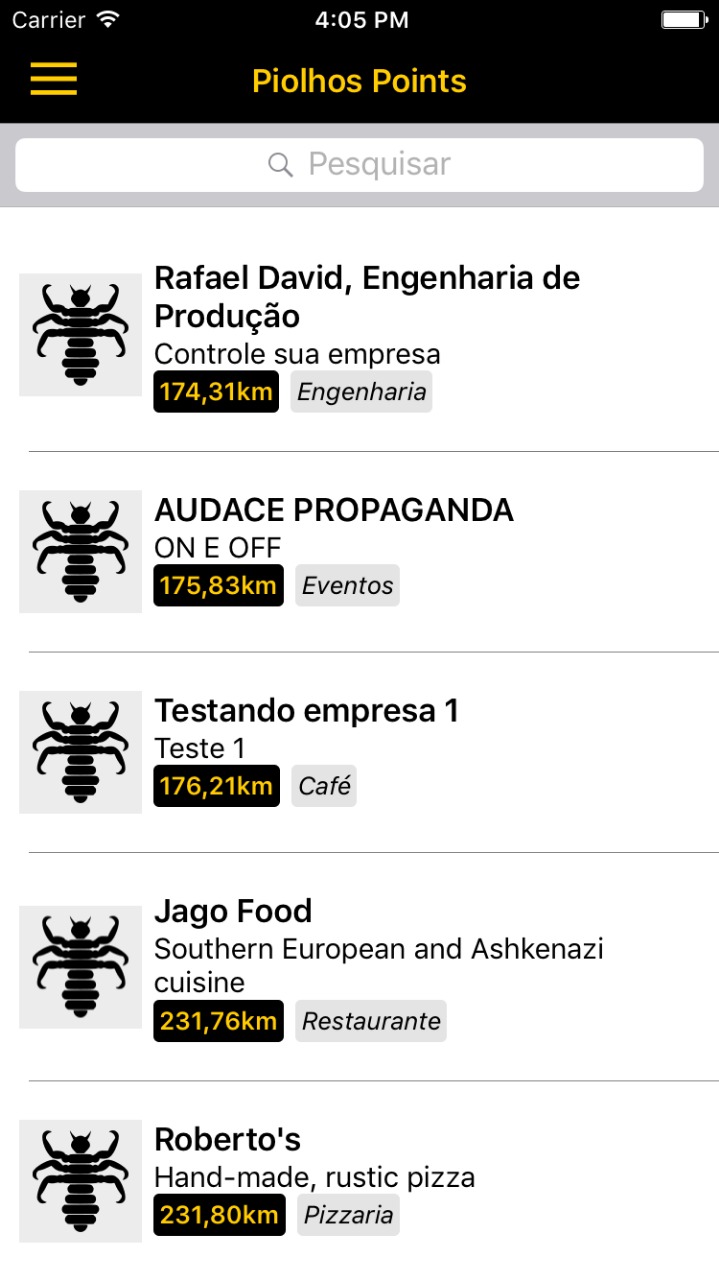 Carrier 4:05 PM
Piolhos Points
Pesquisar
Rafael David, Engenharia de
Produção
Controle sua empresa
174,31km Engenharia
AUDACE PROPAGANDA
ON E OFF
175,83km Eventos
Testando empresa 1
Teste 1
176,21km Café
Jago Food
Southern European and Ashkenazi
cuisine
231,76km Restaurante
Roberto's
Hand-made, rustic pizza
231,80km Pizzaria